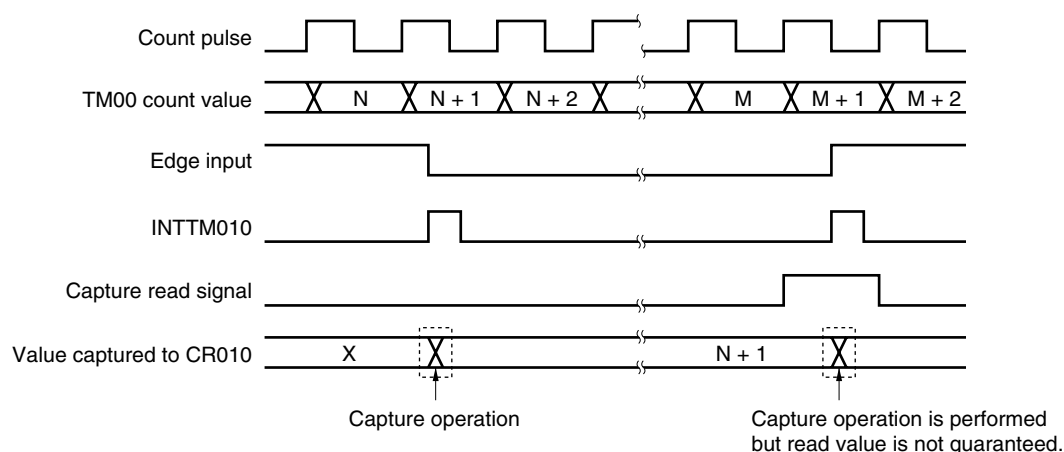 Count pulse
TM00 count value
N
N + 1
N + 2
M
M + 1
M + 2
Edge input
INTTM010
Capture read signal
Value captured to CR010
X
N + 1
Capture operation
Capture operation is performed
but read value is not guaranteed.